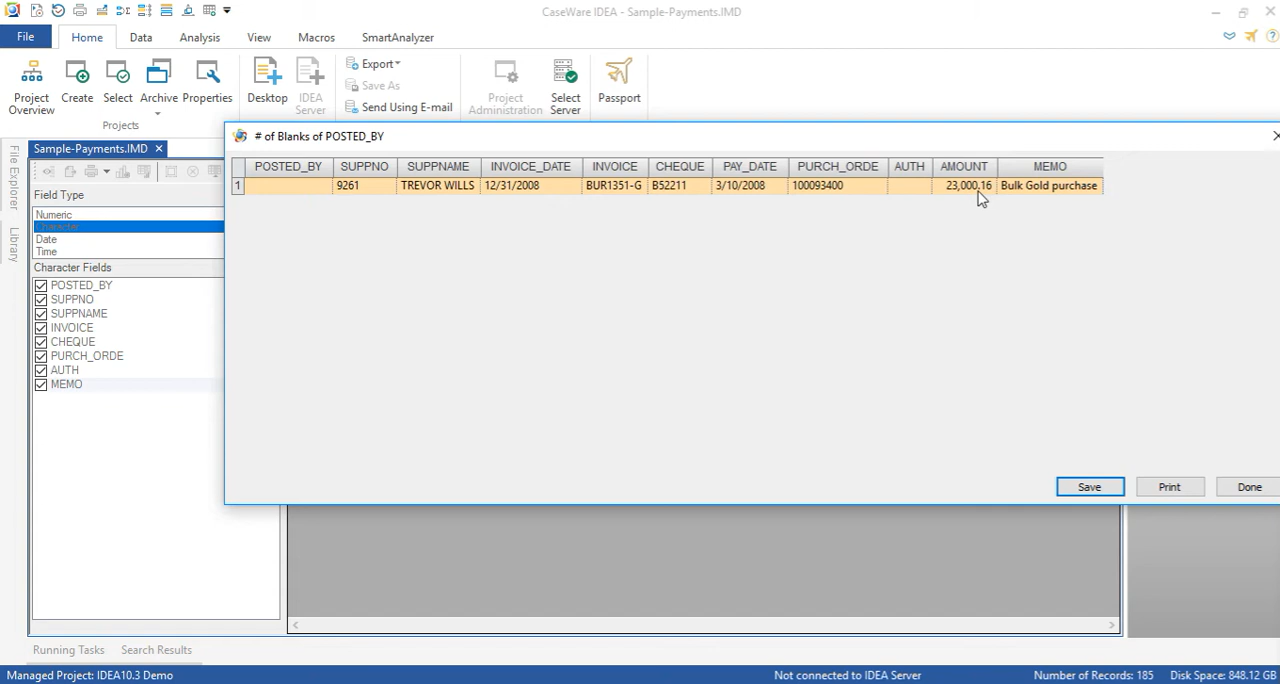 CaseWare IDEA - Sample-Payments.IMD
File Home Data Analysis View Macros SmartAnalyzer
Project Overview
Create
Select
Archive
Properties
Projects
Desktop
IDEA Server
Export
Save As
Send Using E-mail
Project Administration
Select Server
Passport
File Explorer
Library
Sample-Payments.IMD
Field Type
Numeric
Character
Date
Time
Character Fields
POSTED_BY
SUPPNO
SUPPNAME
INVOICE
CHEQUE
PURCH_ORDE
AUTH
MEMO
# of Blanks of POSTED_BY
POSTED_BY SUPPNO SUPPNAME INVOICE_DATE INVOICE CHEQUE PAY_DATE PURCH_ORDE AUTH AMOUNT MEMO
1 9261 TREVOR WILLS 12/31/2008 BUR1351-G B52211 3/10/2008 100093400 23,000.16 Bulk Gold purchase
Save Print Done
Running Tasks Search Results
Managed Project: IDEA10.3 Demo Not connected to IDEA Server Number of Records: 185 Disk Space: 848.12 GB